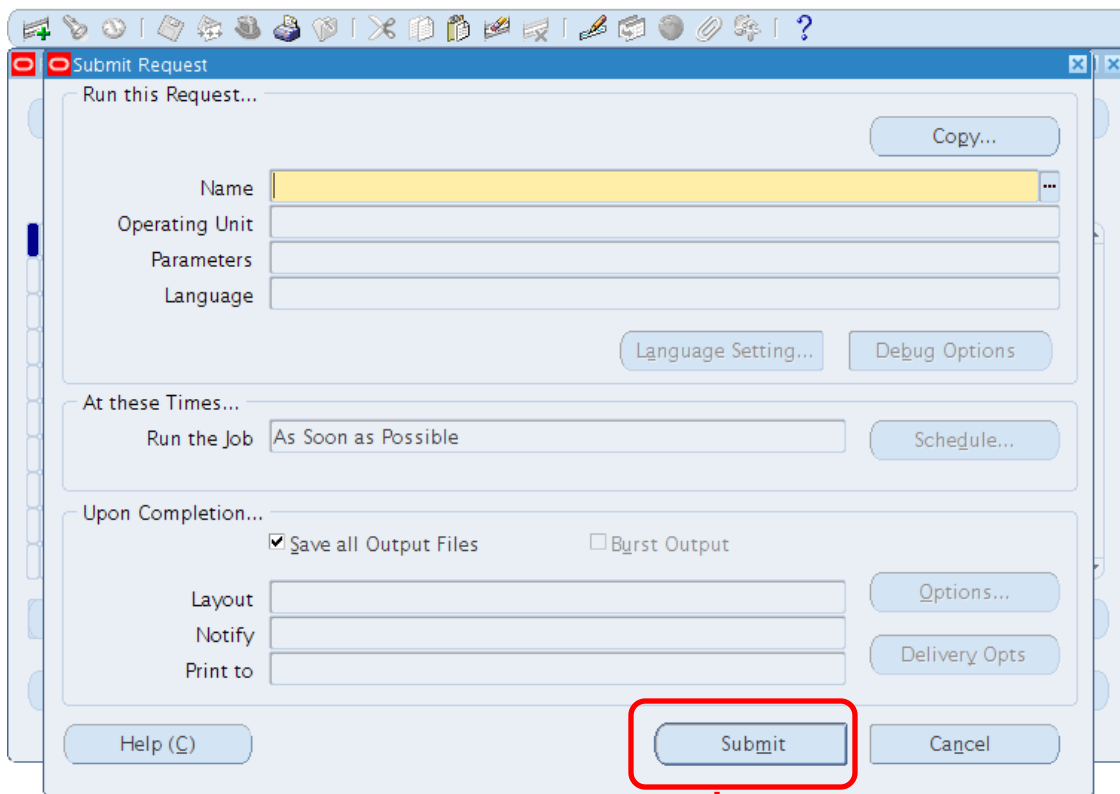 ?
Submit Request
Run this Request...
Copy...
Name
Operating Unit
Parameters
Language
Language Setting...
Debug Options
At these Times...
Run the Job As Soon as Possible
Schedule...
Upon Completion...
Save all Output Files
Burst Output
Layout
Options...
Notify
Delivery Opts
Print to
Help (C)
Submit
Cancel